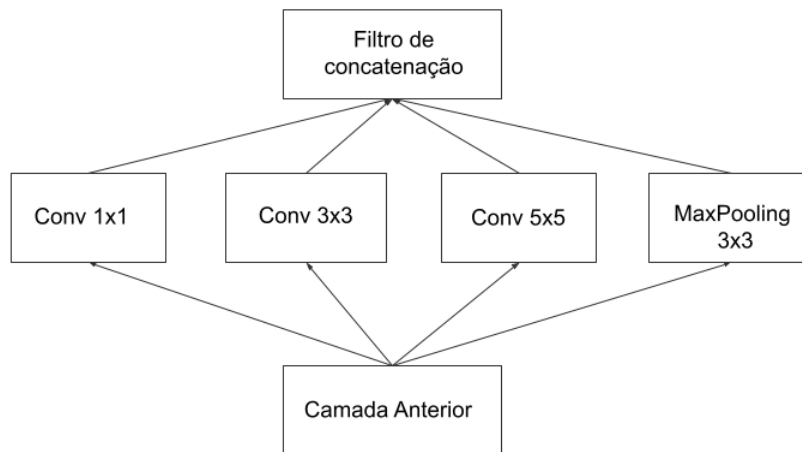 Filtro de
concatenação
Conv 1x1
Conv 3x3
Conv 5x5
MaxPooling
3x3
Camada Anterior